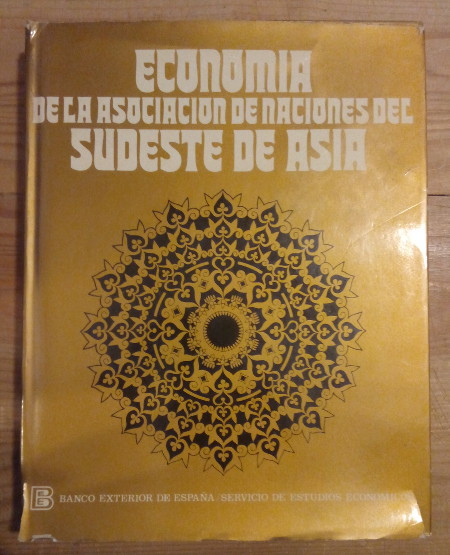 ECONOMIA
DE LA ASOCIACION DE NACIONES DEL
SUDESTE DE ASIA
B BANCO EXTERIOR DE ESPAÑA / SERVICIO DE ESTUDIOS ECONOMICOS